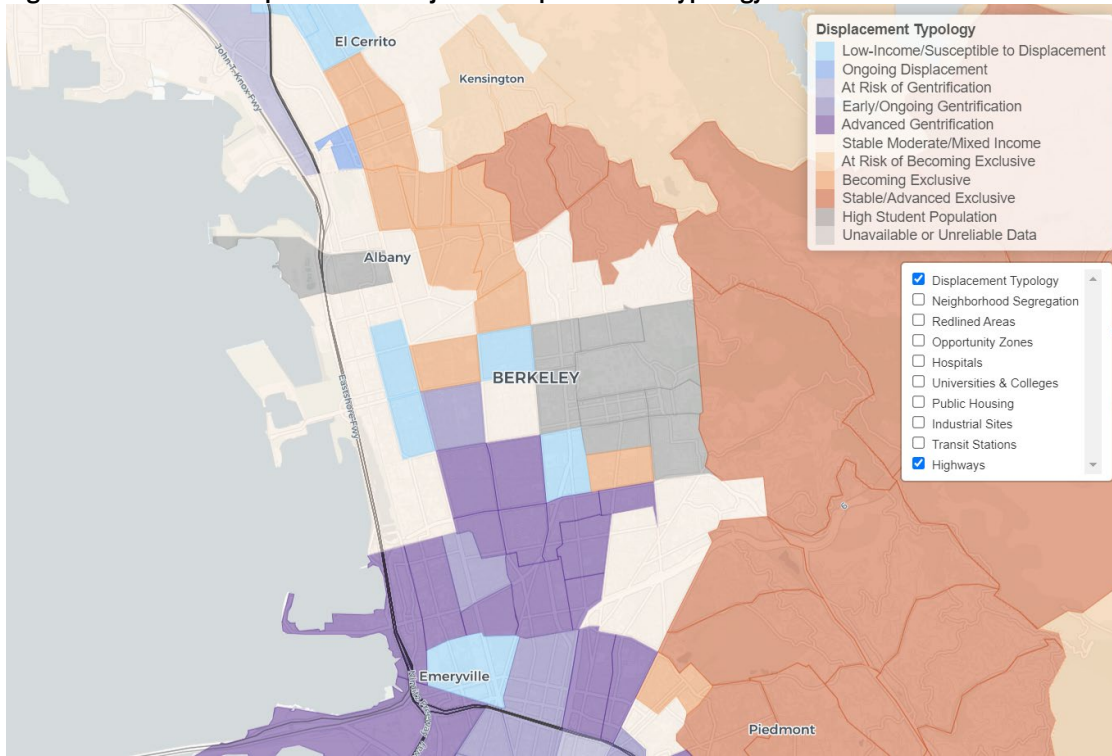 Displacement Typology
Low-Income/Susceptible to Displacement
Ongoing Displacement
At Risk of Gentrification
Early/Ongoing Gentrification
Advanced Gentrification
Stable Moderate/Mixed Income
At Risk of Becoming Exclusive
Becoming Exclusive
Stable/Advanced Exclusive
High Student Population
Unavailable or Unreliable Data
Displacement Typology
Neighborhood Segregation
Redlined Areas
Opportunity Zones
Hospitals
Universities & Colleges
Public Housing
Industrial Sites
Transit Stations
Highways
El Cerrito
Kensington
John T. Knox Fwy
Albany
BERKELEY
Eastshore Fwy
Emeryville
Piedmont